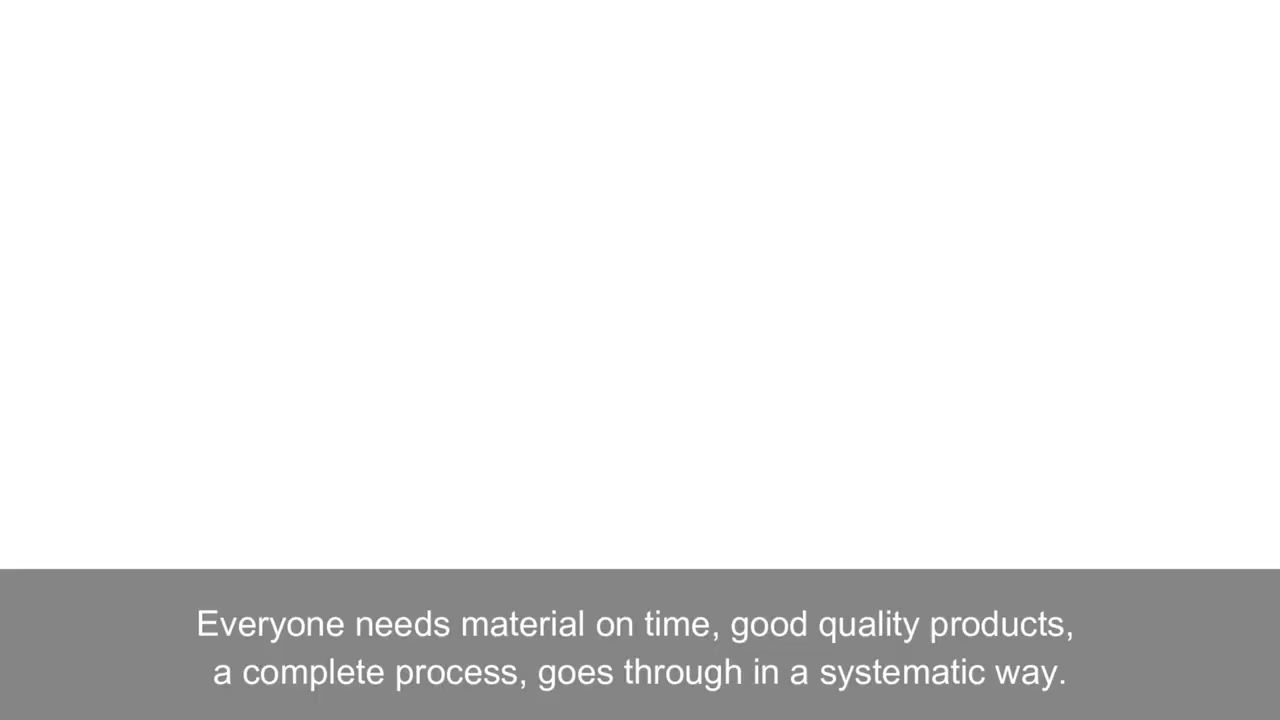 Everyone needs material on time, good quality products,
a complete process, goes through in a systematic way.